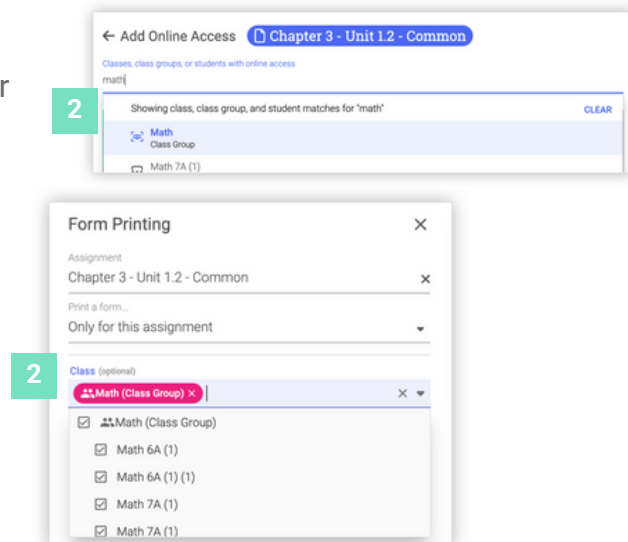 ← Add Online Access Chapter 3 - Unit 1.2 - Common
Classes, class groups, or students with online access
math
r
2
Showing class, class group, and student matches for "math" CLEAR
Math
Class Group
Math 7A (1)
Form Printing ×
Assignment
Chapter 3 - Unit 1.2 - Common ×
Print a form...
Only for this assignment
2
Class (optional)
Math (Class Group) × ×
Math (Class Group)
Math 6A (1)
Math 6A (1) (1)
Math 7A (1)
Math 7A (1)